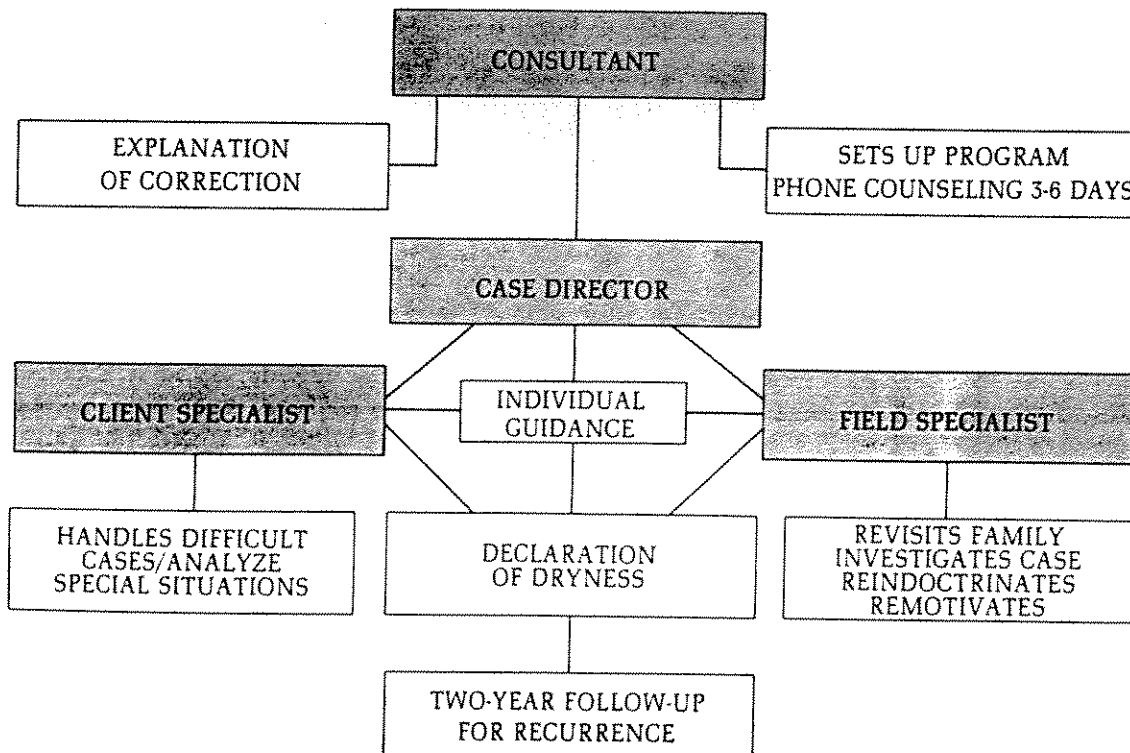 CONSULTANT
EXPLANATION
OF CORRECTION
SETS UP PROGRAM
PHONE COUNSELING 3-6 DAYS
CASE DIRECTOR
CLIENT SPECIALIST
INDIVIDUAL
GUIDANCE
FIELD SPECIALIST
HANDLES DIFFICULT
CASES/ANALYZE
SPECIAL SITUATIONS
DECLARATION
OF DRYNESS
REVISITS FAMILY
INVESTIGATES CASE
REINDOCTRINATES
REMOTIVATES
TWO-YEAR FOLLOW-UP
FOR RECURRENCE